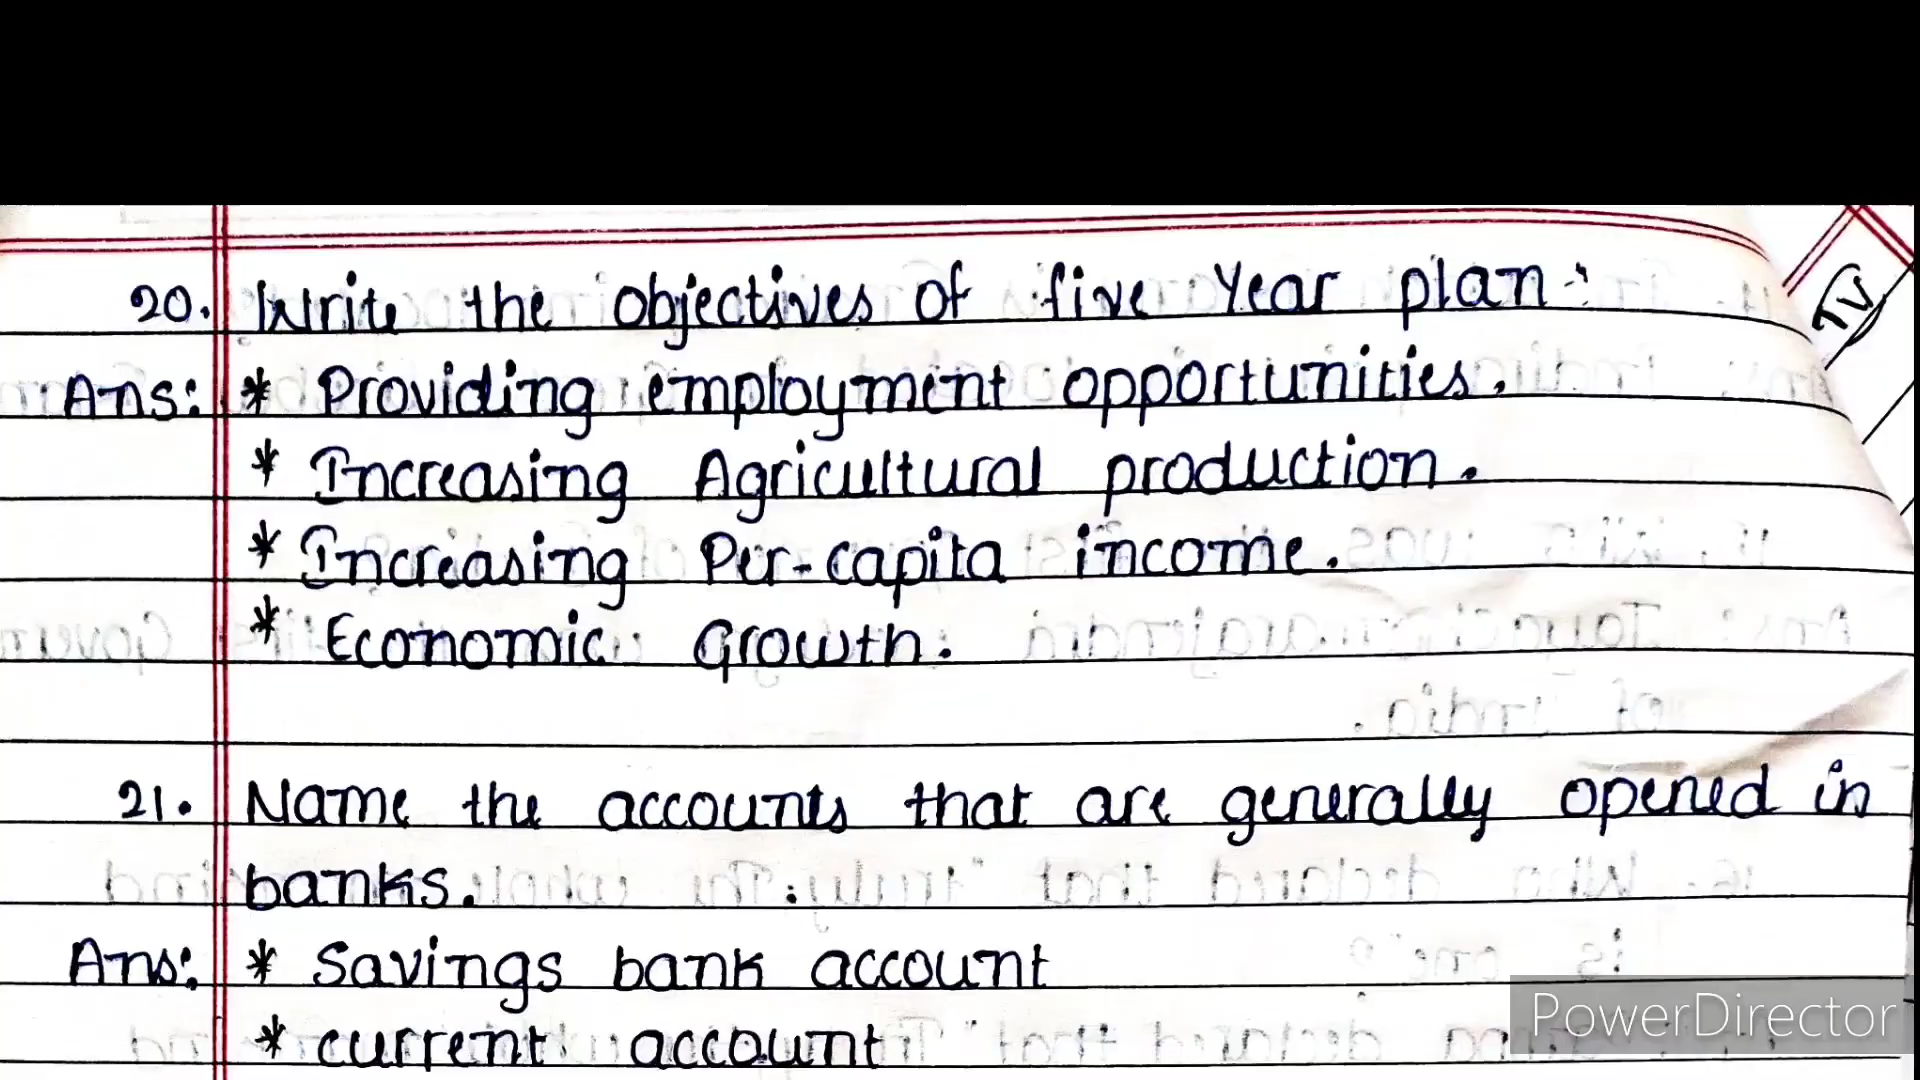 20. Write the objectives of five Year plan:
Ans: * Providing employment opportunities.
* Increasing Agricultural production.
* Increasing Per-capita income.
* Economic Growth.
21. Name the accounts that are generally opened in
banks.
Ans: * Savings bank account
* current account
TV
PowerDirector